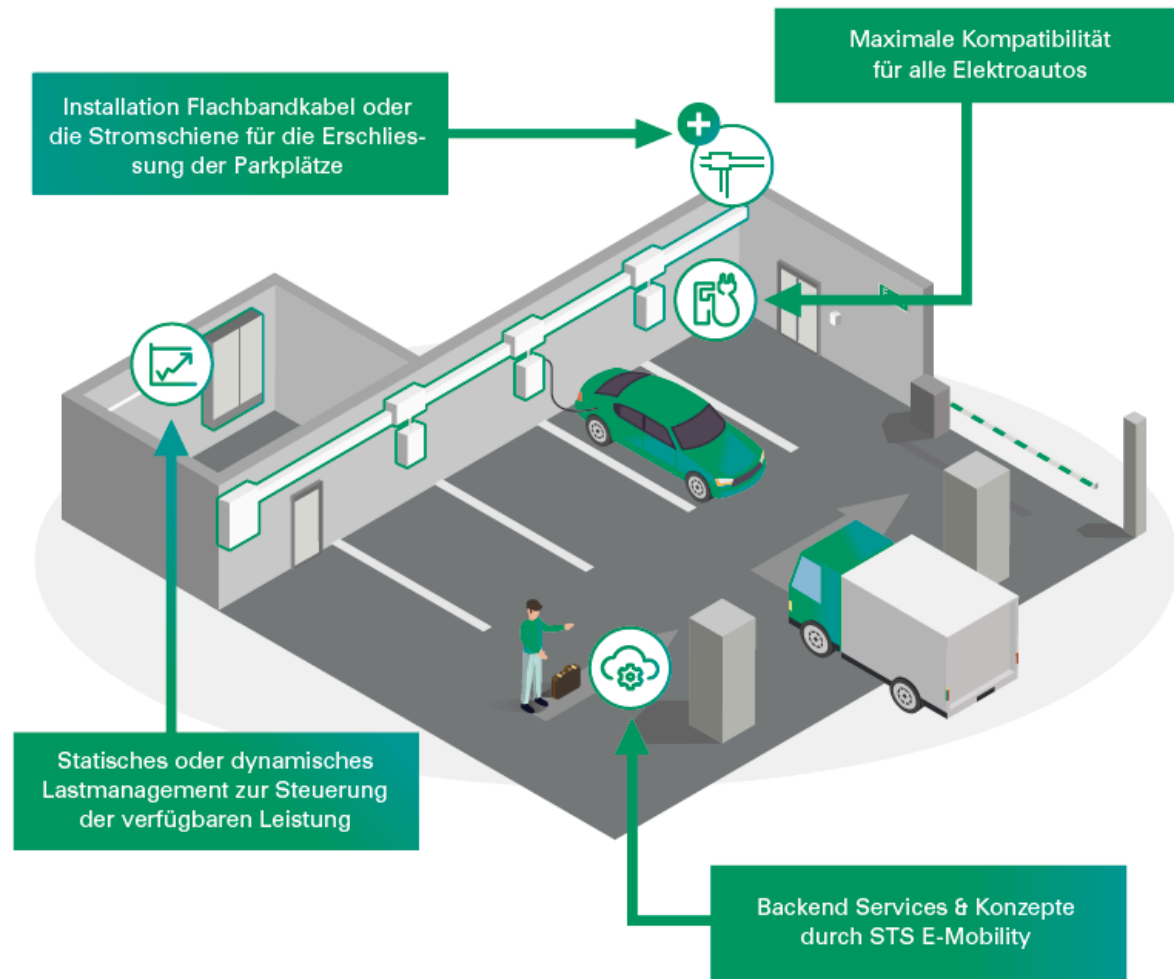 Maximale Kompatibilität
für alle Elektroautos
Installation Flachbandkabel oder
die Stromschiene für die Erschlies-
sung der Parkplätze
Statisches oder dynamisches
Lastmanagement zur Steuerung
der verfügbaren Leistung
Backend Services & Konzepte
durch STS E-Mobility